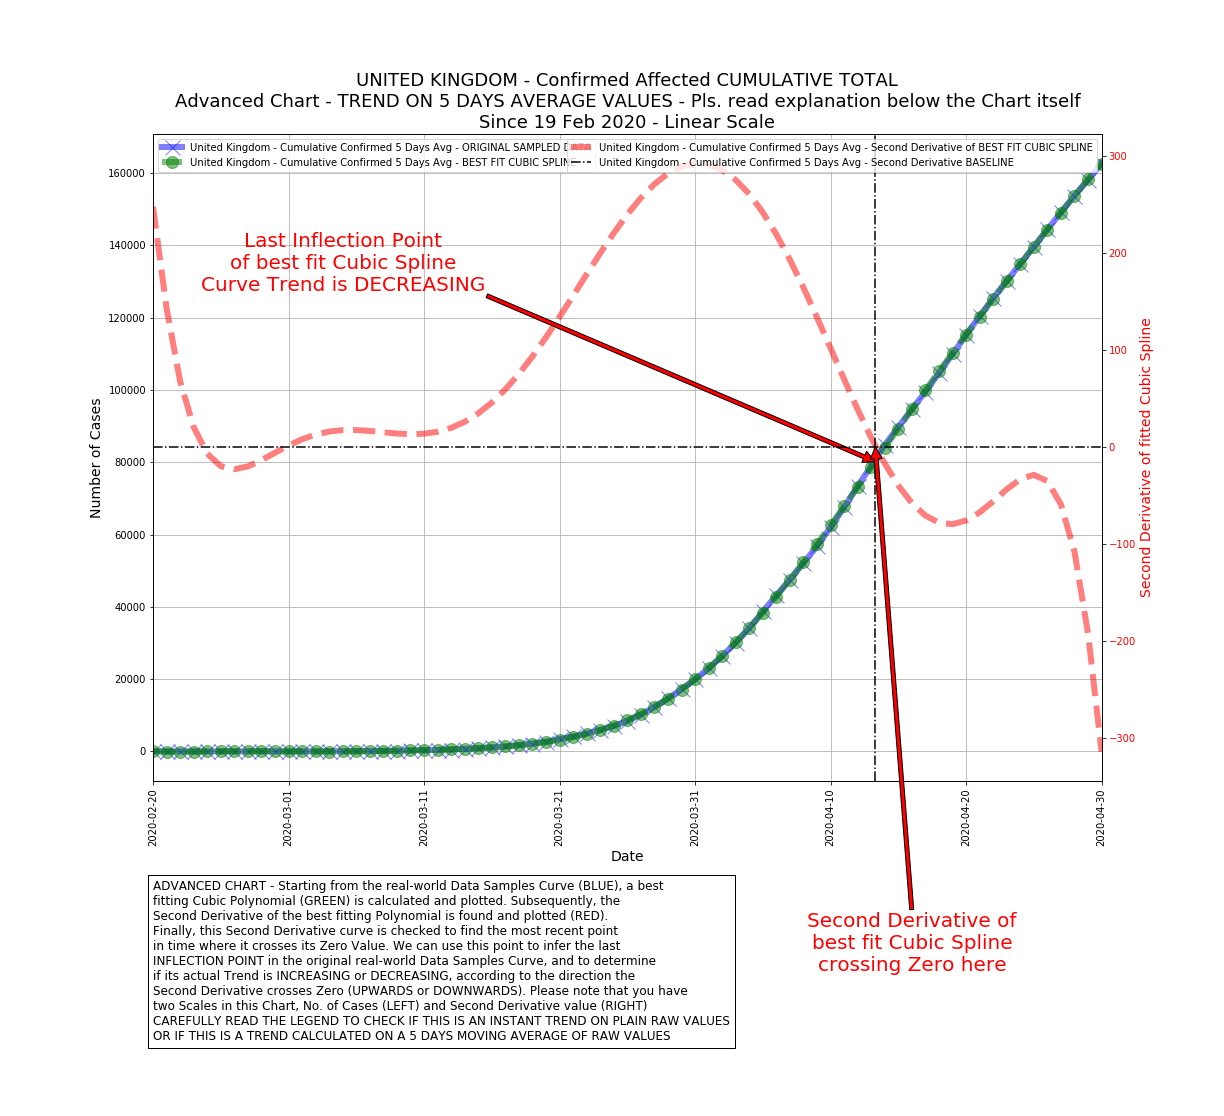 UNITED KINGDOM - Confirmed Affected CUMULATIVE TOTAL
Advanced Chart - TREND ON 5 DAYS AVERAGE VALUES - Pls. read explanation below the Chart itself
Since 19 Feb 2020 - Linear Scale
United Kingdom - Cumulative Confirmed 5 Days Avg - ORIGINAL SAMPLED DATA
United Kingdom - Cumulative Confirmed 5 Days Avg - BEST FIT CUBIC SPLINE
United Kingdom - Cumulative Confirmed 5 Days Avg - Second Derivative of BEST FIT CUBIC SPLINE
United Kingdom - Cumulative Confirmed 5 Days Avg - Second Derivative BASELINE
Last Inflection Point
of best fit Cubic Spline
Curve Trend is DECREASING
Number of Cases
160000
140000
120000
100000
80000
60000
40000
20000
0
300
200
100
0
−100
−200
−300
Second Derivative of fitted Cubic Spline
2020-02-20
2020-03-01
2020-03-11
2020-03-21
2020-03-31
2020-04-10
2020-04-20
2020-04-30
Date
Second Derivative of
best fit Cubic Spline
crossing Zero here
ADVANCED CHART - Starting from the real-world Data Samples Curve (BLUE), a best
fitting Cubic Polynomial (GREEN) is calculated and plotted. Subsequently, the
Second Derivative of the best fitting Polynomial is found and plotted (RED).
Finally, this Second Derivative curve is checked to find the most recent point
in time where it crosses its Zero Value. We can use this point to infer the last
INFLECTION POINT in the original real-world Data Samples Curve, and to determine
if its actual Trend is INCREASING or DECREASING, according to the direction the
Second Derivative crosses Zero (UPWARDS or DOWNWARDS). Please note that you have
two Scales in this Chart, No. of Cases (LEFT) and Second Derivative value (RIGHT)
CAREFULLY READ THE LEGEND TO CHECK IF THIS IS AN INSTANT TREND ON PLAIN RAW VALUES
OR IF THIS IS A TREND CALCULATED ON A 5 DAYS MOVING AVERAGE OF RAW VALUES